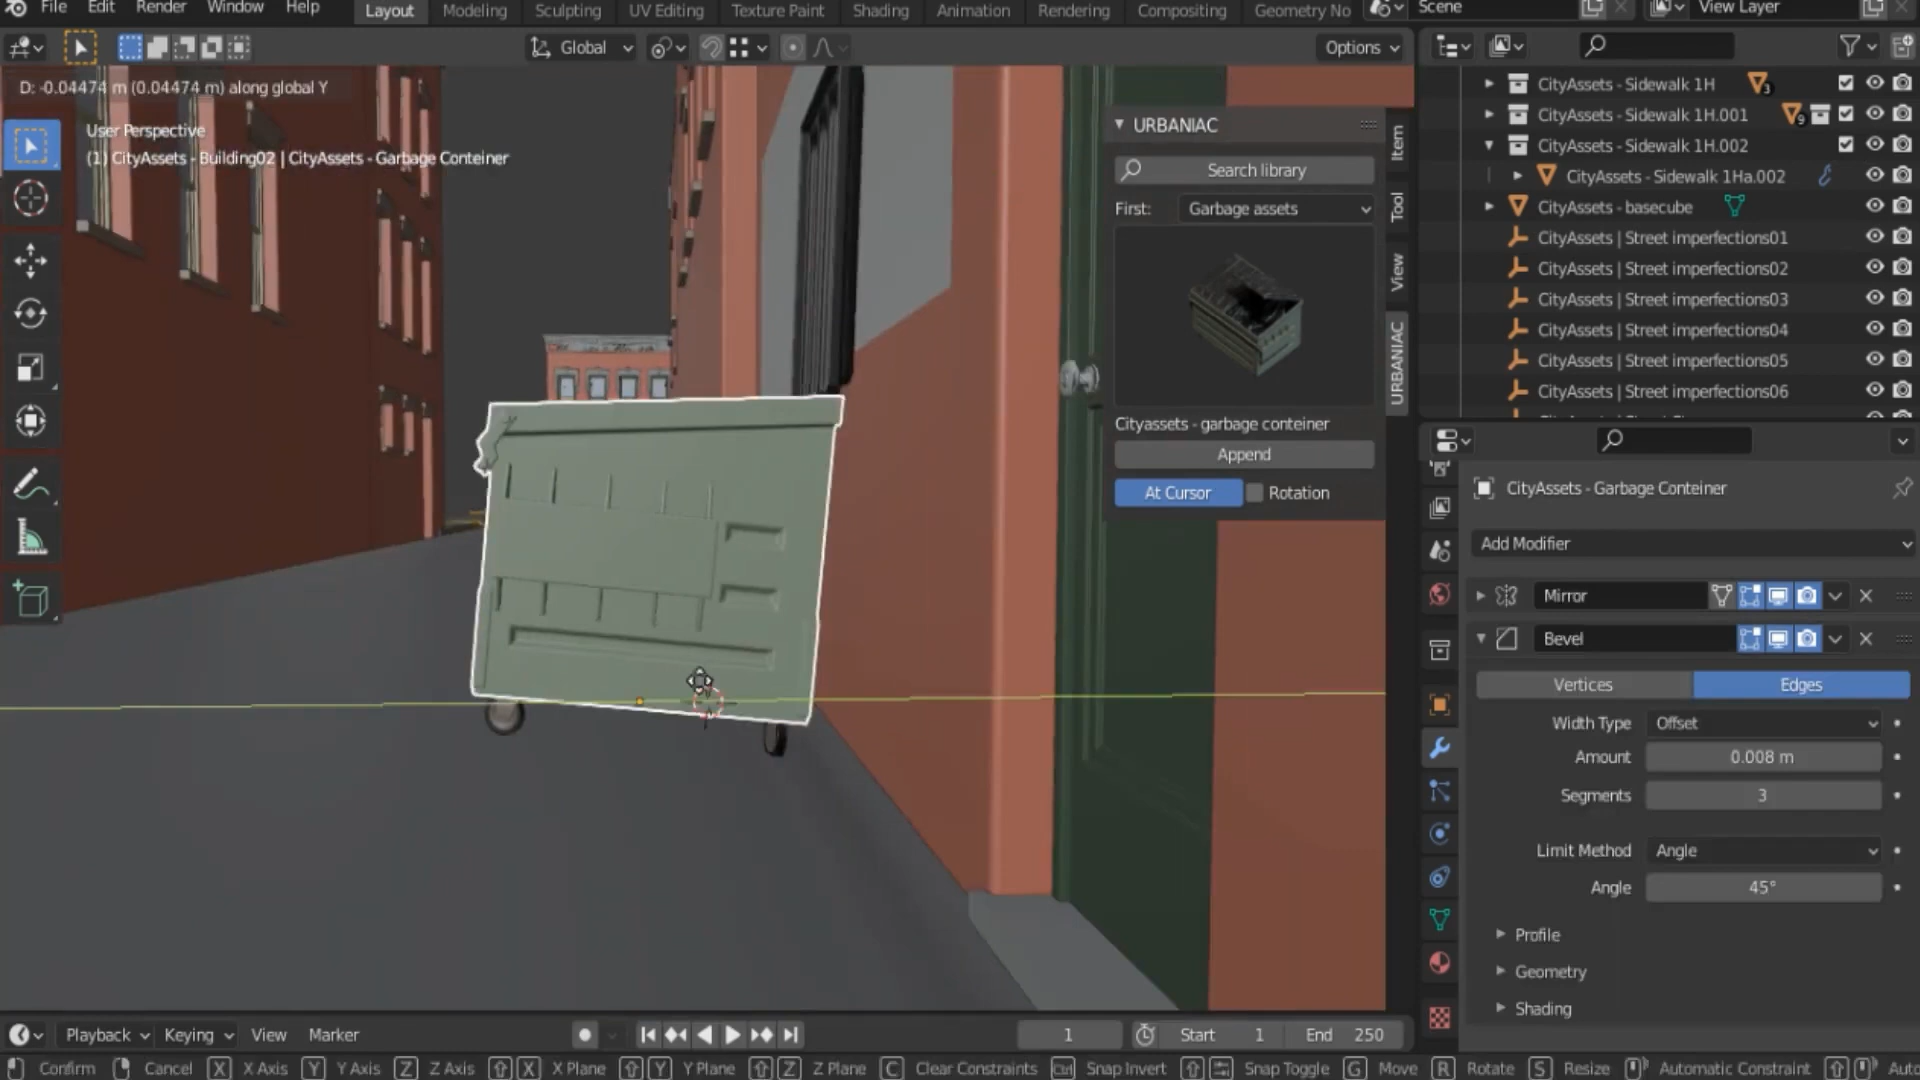 File Edit Render Window Help Layout Modeling Sculpting UV Editing Texture Paint Shading Animation Rendering Compositing Geometry No Scene View Layer
Global Options
D: -0.04474 m (0.04474 m) along global Y
User Perspective
(1) CityAssets - Building02 | CityAssets - Garbage Conteiner
URBANIAC
Search library
First: Garbage assets
Cityassets - garbage container
Append
At Cursor Rotation
Item
Tool
View
URBANIAC
CityAssets - Sidewalk 1H 3
CityAssets - Sidewalk 1H.001 9
CityAssets - Sidewalk 1H.002
CityAssets - Sidewalk 1Ha.002
CityAssets - basecube
CityAssets | Street imperfections01
CityAssets | Street imperfections02
CityAssets | Street imperfections03
CityAssets | Street imperfections04
CityAssets | Street imperfections05
CityAssets | Street imperfections06
CityAssets - Garbage Conteiner
Add Modifier
Mirror
Bevel
Vertices Edges
Width Type Offset
Amount 0.008 m
Segments 3
Limit Method Angle
Angle 45°
Profile
Geometry
Shading
Playback Keying View Marker 1 Start 1 End 250
Confirm Cancel X X Axis Y Y Axis Z Z Axis X X Plane Y Y Plane Z Z Plane C Clear Constraints Ctrl Snap Invert Snap Toggle G Move R Rotate S Resize Automatic Constraint Auto